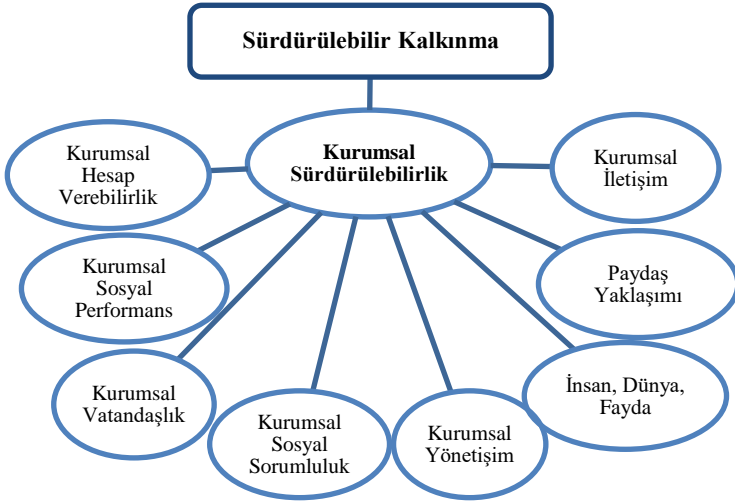 Sürdürülebilir Kalkınma
Kurumsal
Sürdürülebilirlik
Kurumsal
Hesap
Verebilirlik
Kurumsal
İletişim
Kurumsal
Sosyal
Performans
Paydaş
Yaklaşımı
Kurumsal
Vatandaşlık
İnsan, Dünya,
Fayda
Kurumsal
Sosyal
Sorumluluk
Kurumsal
Yönetişim